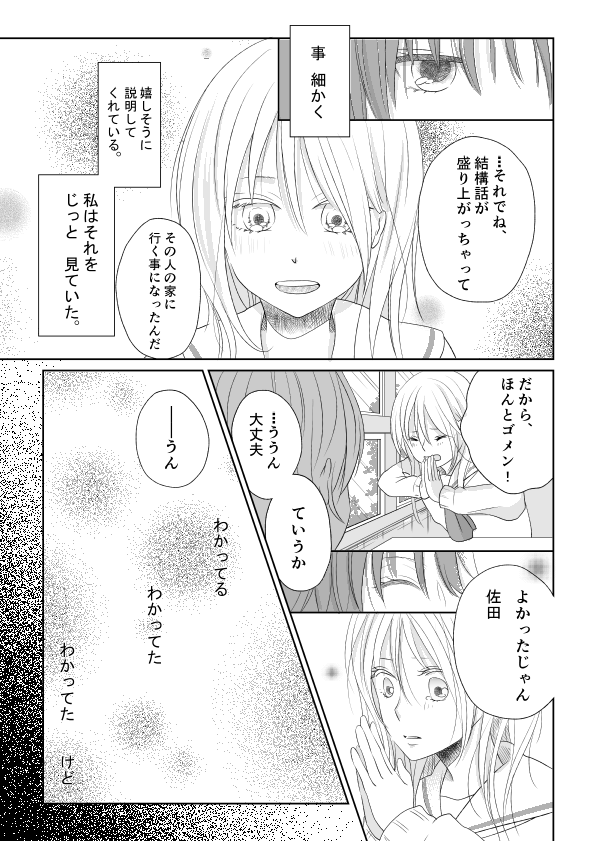 事 細かく
…それでね、
結構話が
盛り上がっちゃって
その人の家に
行く事になったんだ
嬉しそうに
説明して
くれている。
私はそれを
じっと 見ていた。
だから、
ほんとゴメン！
…ううん
大丈夫
ていうか
よかったじゃん
佐田
──うん
わかってる
わかってた
わかってた けど